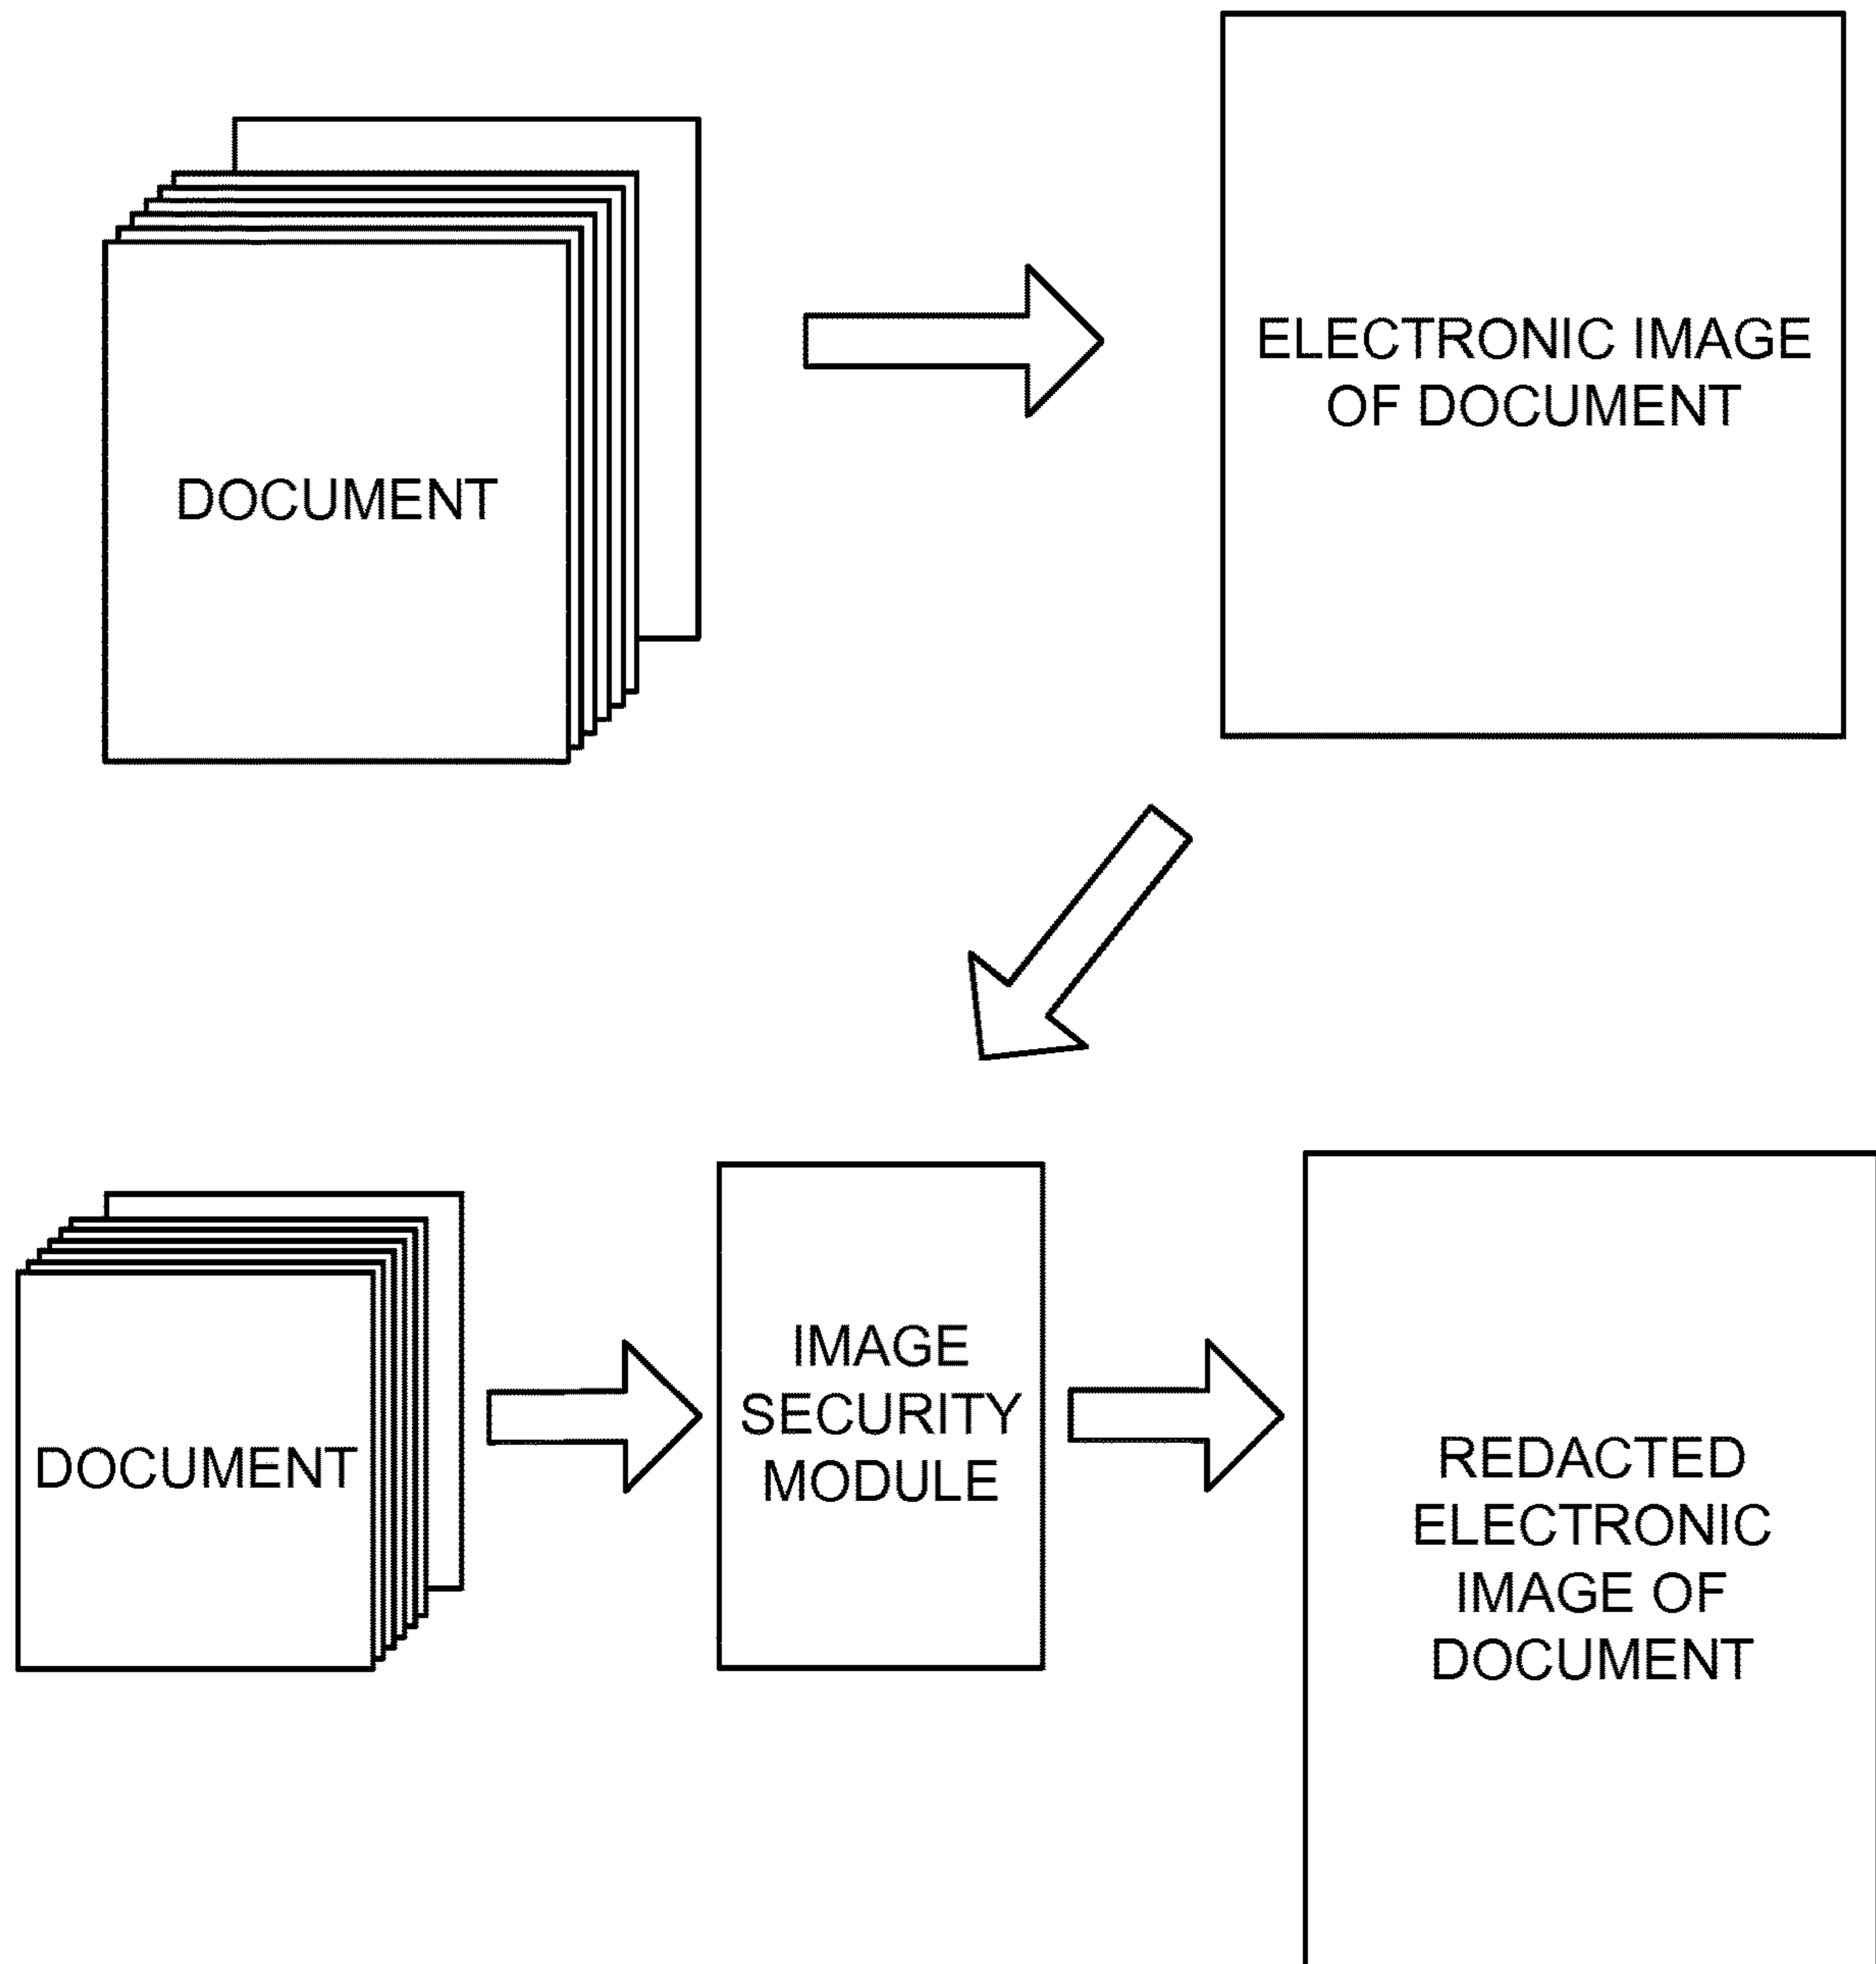 DOCUMENT
ELECTRONIC IMAGE
OF DOCUMENT
DOCUMENT
IMAGE
SECURITY
MODULE
REDACTED
ELECTRONIC
IMAGE OF
DOCUMENT